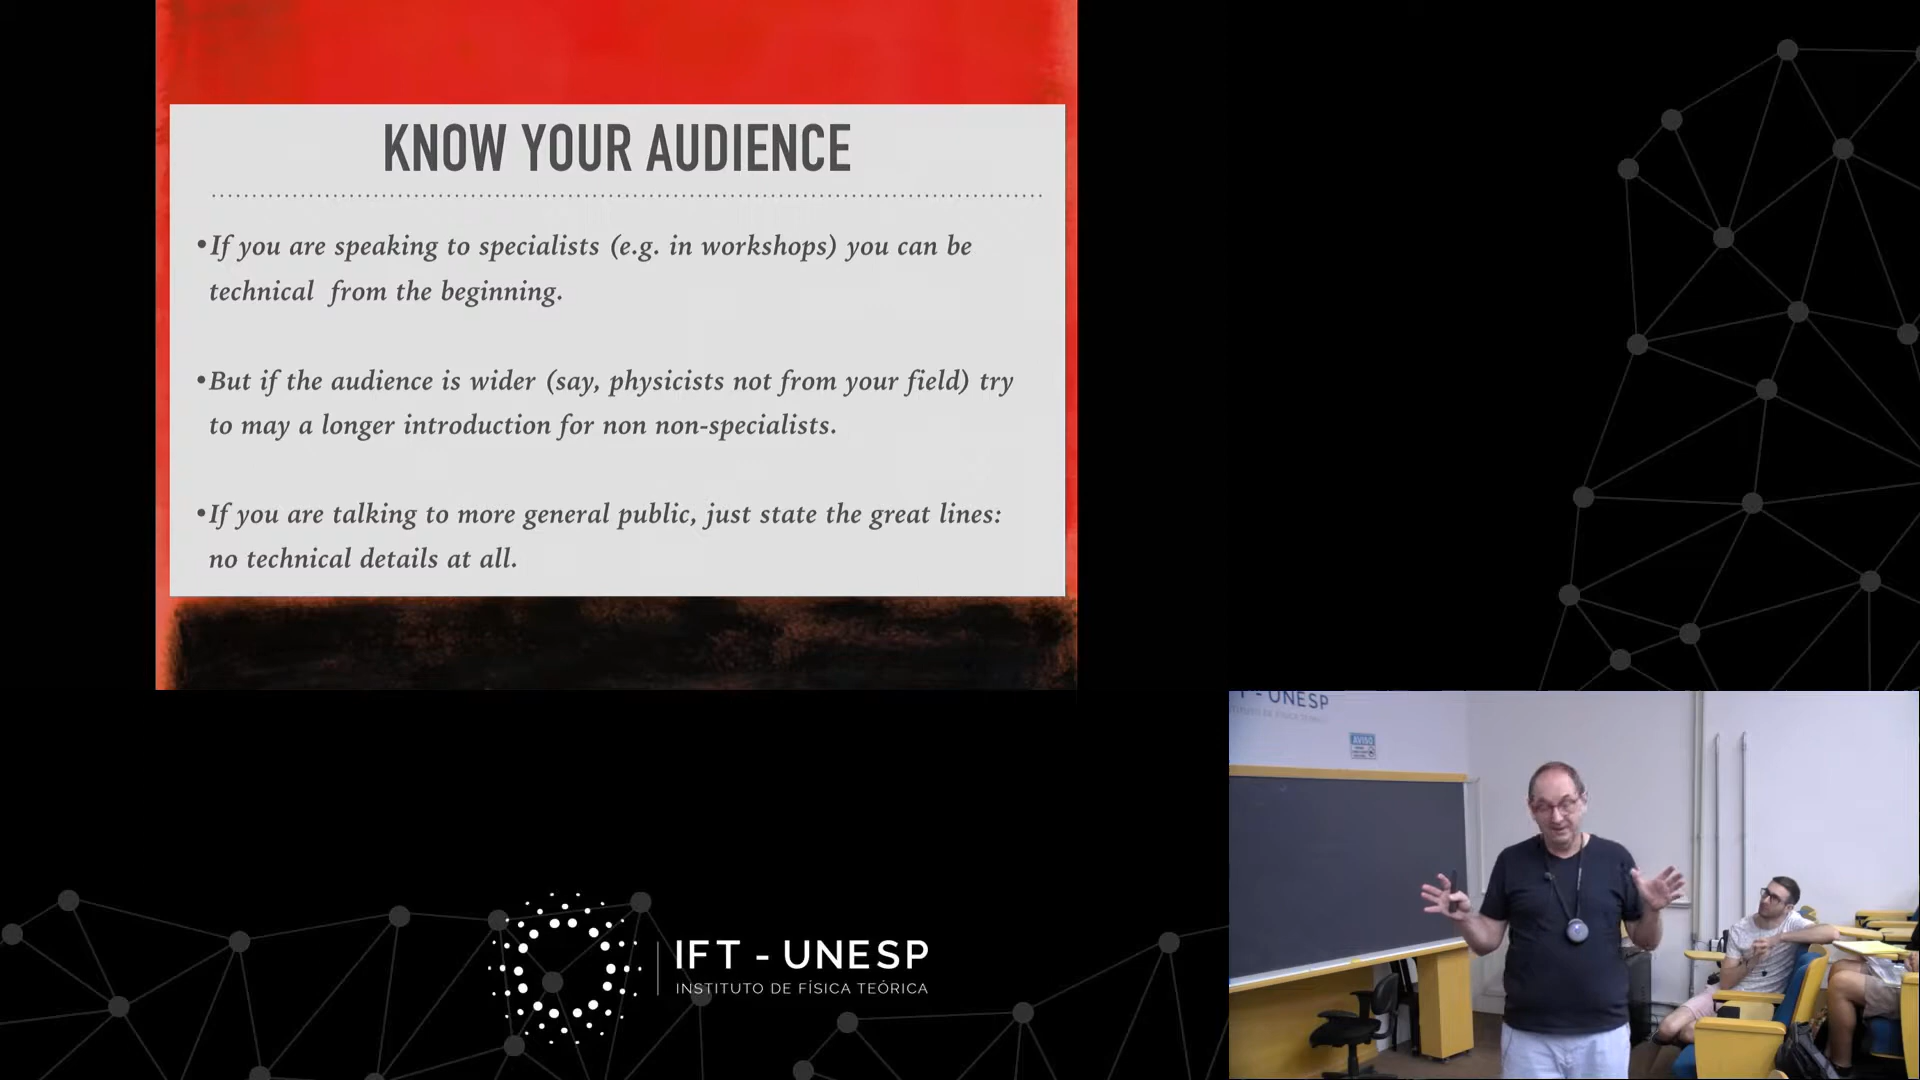 KNOW YOUR AUDIENCE
•If you are speaking to specialists (e.g. in workshops) you can be
technical from the beginning.
•But if the audience is wider (say, physicists not from your field) try
to may a longer introduction for non non-specialists.
•If you are talking to more general public, just state the great lines:
no technical details at all.
IFT - UNESP
INSTITUTO DE FÍSICA TEÓRICA
T - UNESP
AVISO